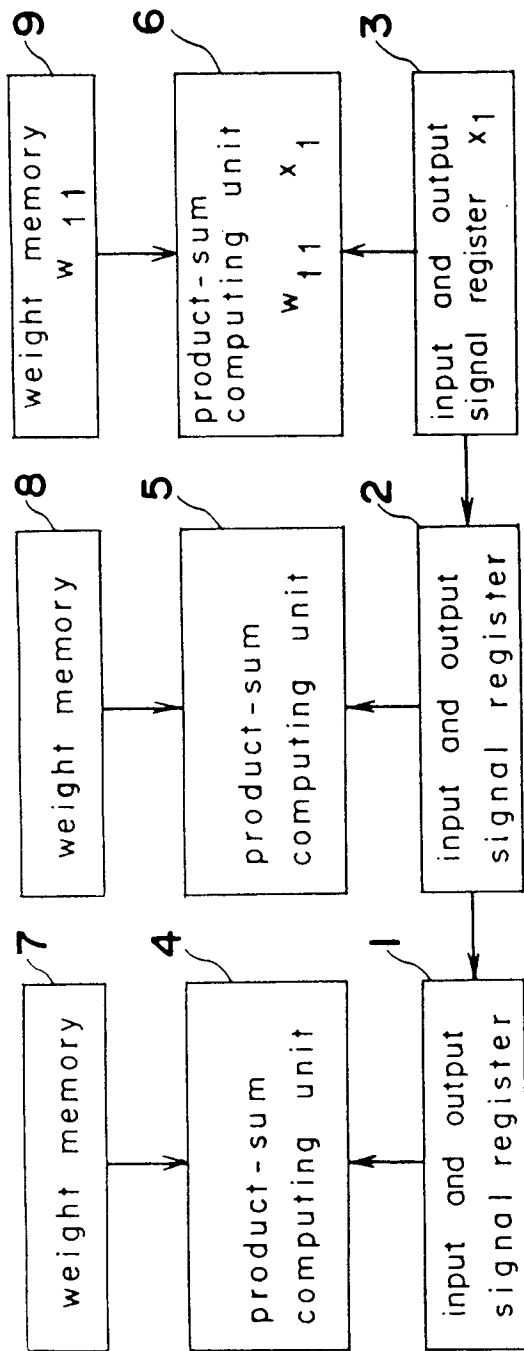 7
weight memory
8
weight memory
9
weight memory
w 11
4
product-sum
computing unit
5
product-sum
computing unit
6
product-sum
computing unit
w 11 x 1
1
input and output
signal register
2
input and output
signal register
3
input and output
signal register x 1